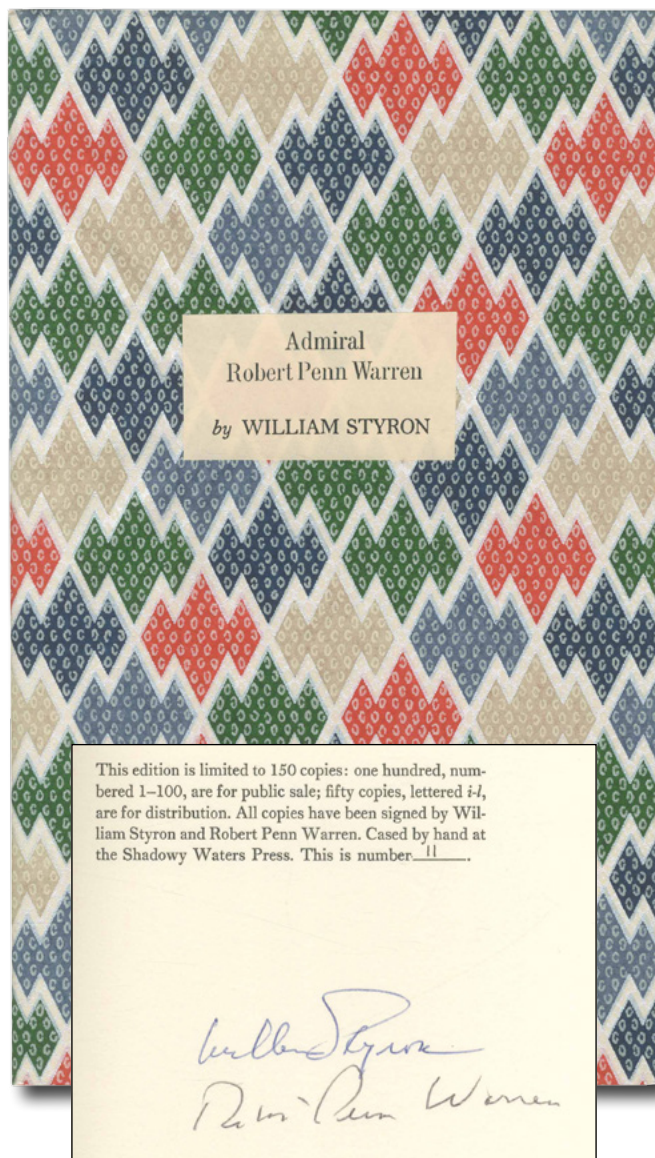 Admiral
Robert Penn Warren
by WILLIAM STYRON
This edition is limited to 150 copies: one hundred, num-
bered 1–100, are for public sale; fifty copies, lettered i-l,
are for distribution. All copies have been signed by Wil-
liam Styron and Robert Penn Warren. Cased by hand at
the Shadowy Waters Press. This is number 11.
William Styron
Robert Penn Warren